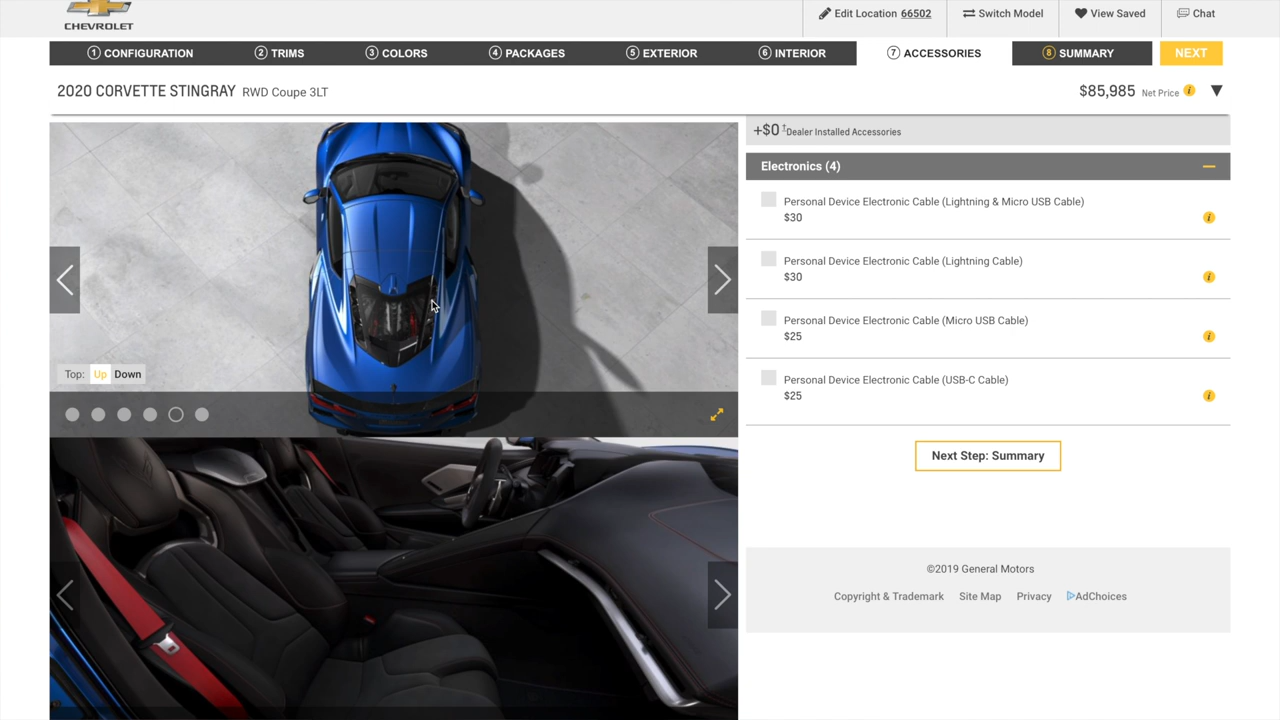 CHEVROLET
Edit Location 66502
Switch Model
View Saved
Chat
1 CONFIGURATION
2 TRIMS
3 COLORS
4 PACKAGES
5 EXTERIOR
6 INTERIOR
7 ACCESSORIES
8 SUMMARY
NEXT
2020 CORVETTE STINGRAY RWD Coupe 3LT
$85,985 Net Price i
+$0 †Dealer Installed Accessories
Electronics (4)
Personal Device Electronic Cable (Lightning & Micro USB Cable)
$30
Personal Device Electronic Cable (Lightning Cable)
$30
Personal Device Electronic Cable (Micro USB Cable)
$25
Personal Device Electronic Cable (USB-C Cable)
$25
Top: Up Down
Next Step: Summary
©2019 General Motors
Copyright & Trademark Site Map Privacy AdChoices